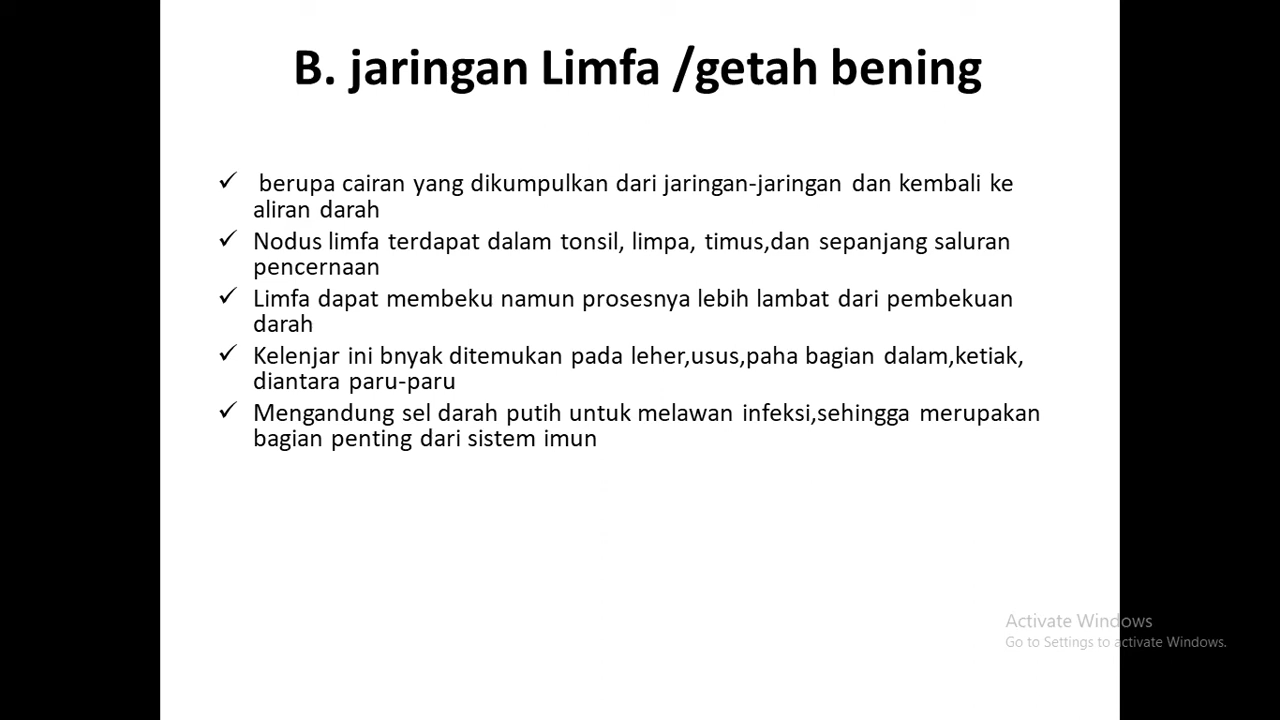 B. jaringan Limfa /getah bening
✓ berupa cairan yang dikumpulkan dari jaringan-jaringan dan kembali ke
aliran darah
✓ Nodus limfa terdapat dalam tonsil, limpa, timus,dan sepanjang saluran
pencernaan
✓ Limfa dapat membeku namun prosesnya lebih lambat dari pembekuan
darah
✓ Kelenjar ini bnyak ditemukan pada leher,usus,paha bagian dalam,ketiak,
diantara paru-paru
✓ Mengandung sel darah putih untuk melawan infeksi,sehingga merupakan
bagian penting dari sistem imun
Activate Windows
Go to Settings to activate Windows.